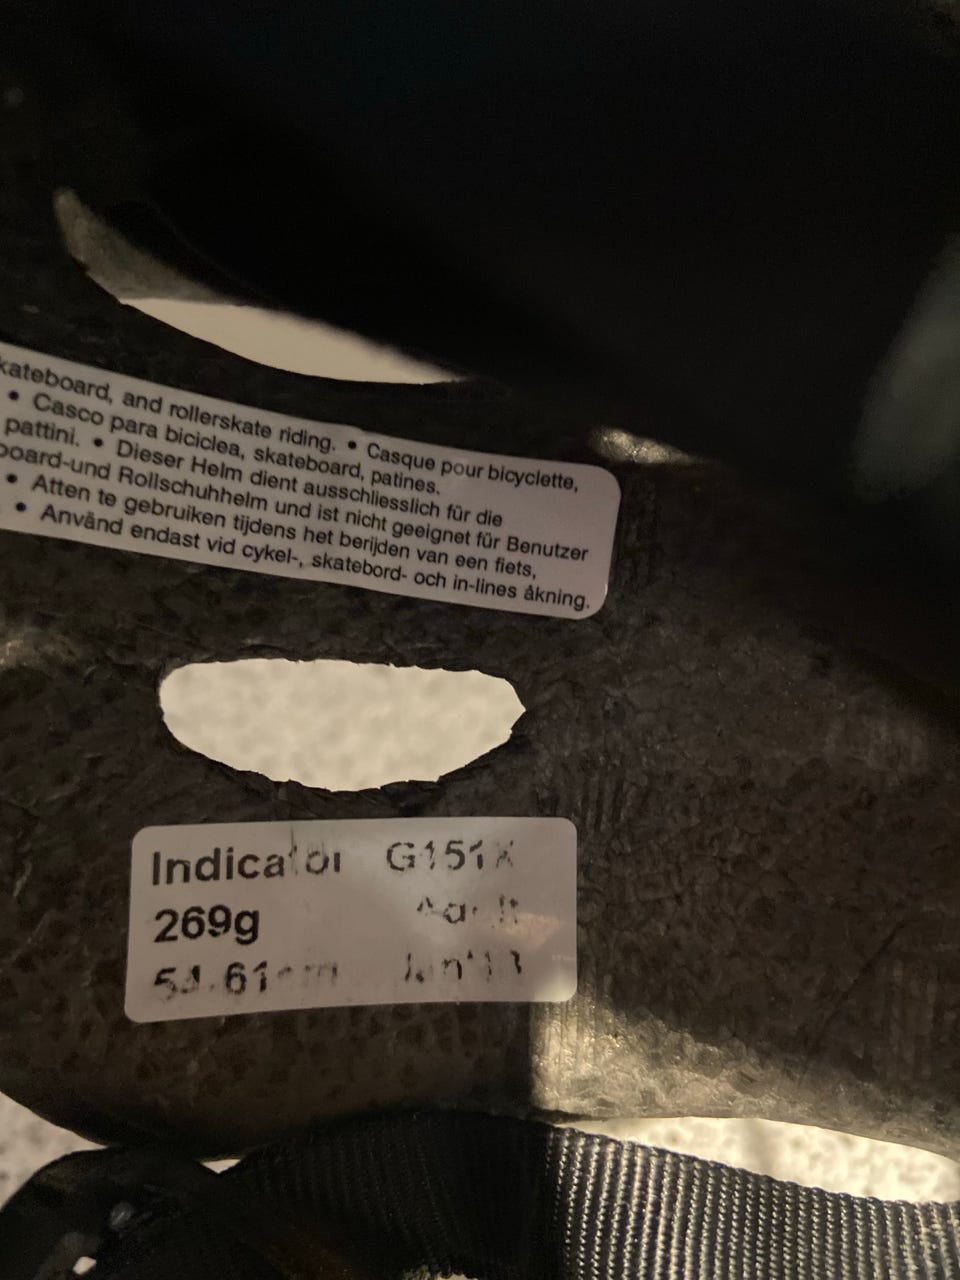 kateboard, and rollerskate riding. • Casque pour bicyclette,
• Casco para biciclea, skateboard, patines.
pattini. • Dieser Helm dient ausschliesslich für die
board-und Rollschuhhelm und ist nicht geeignet für Benutzer
• Atten te gebruiken tijdens het berijden van een fiets,
• Använd endast vid cykel-, skatebord- och in-lines åkning.
Indicator G151X
269g